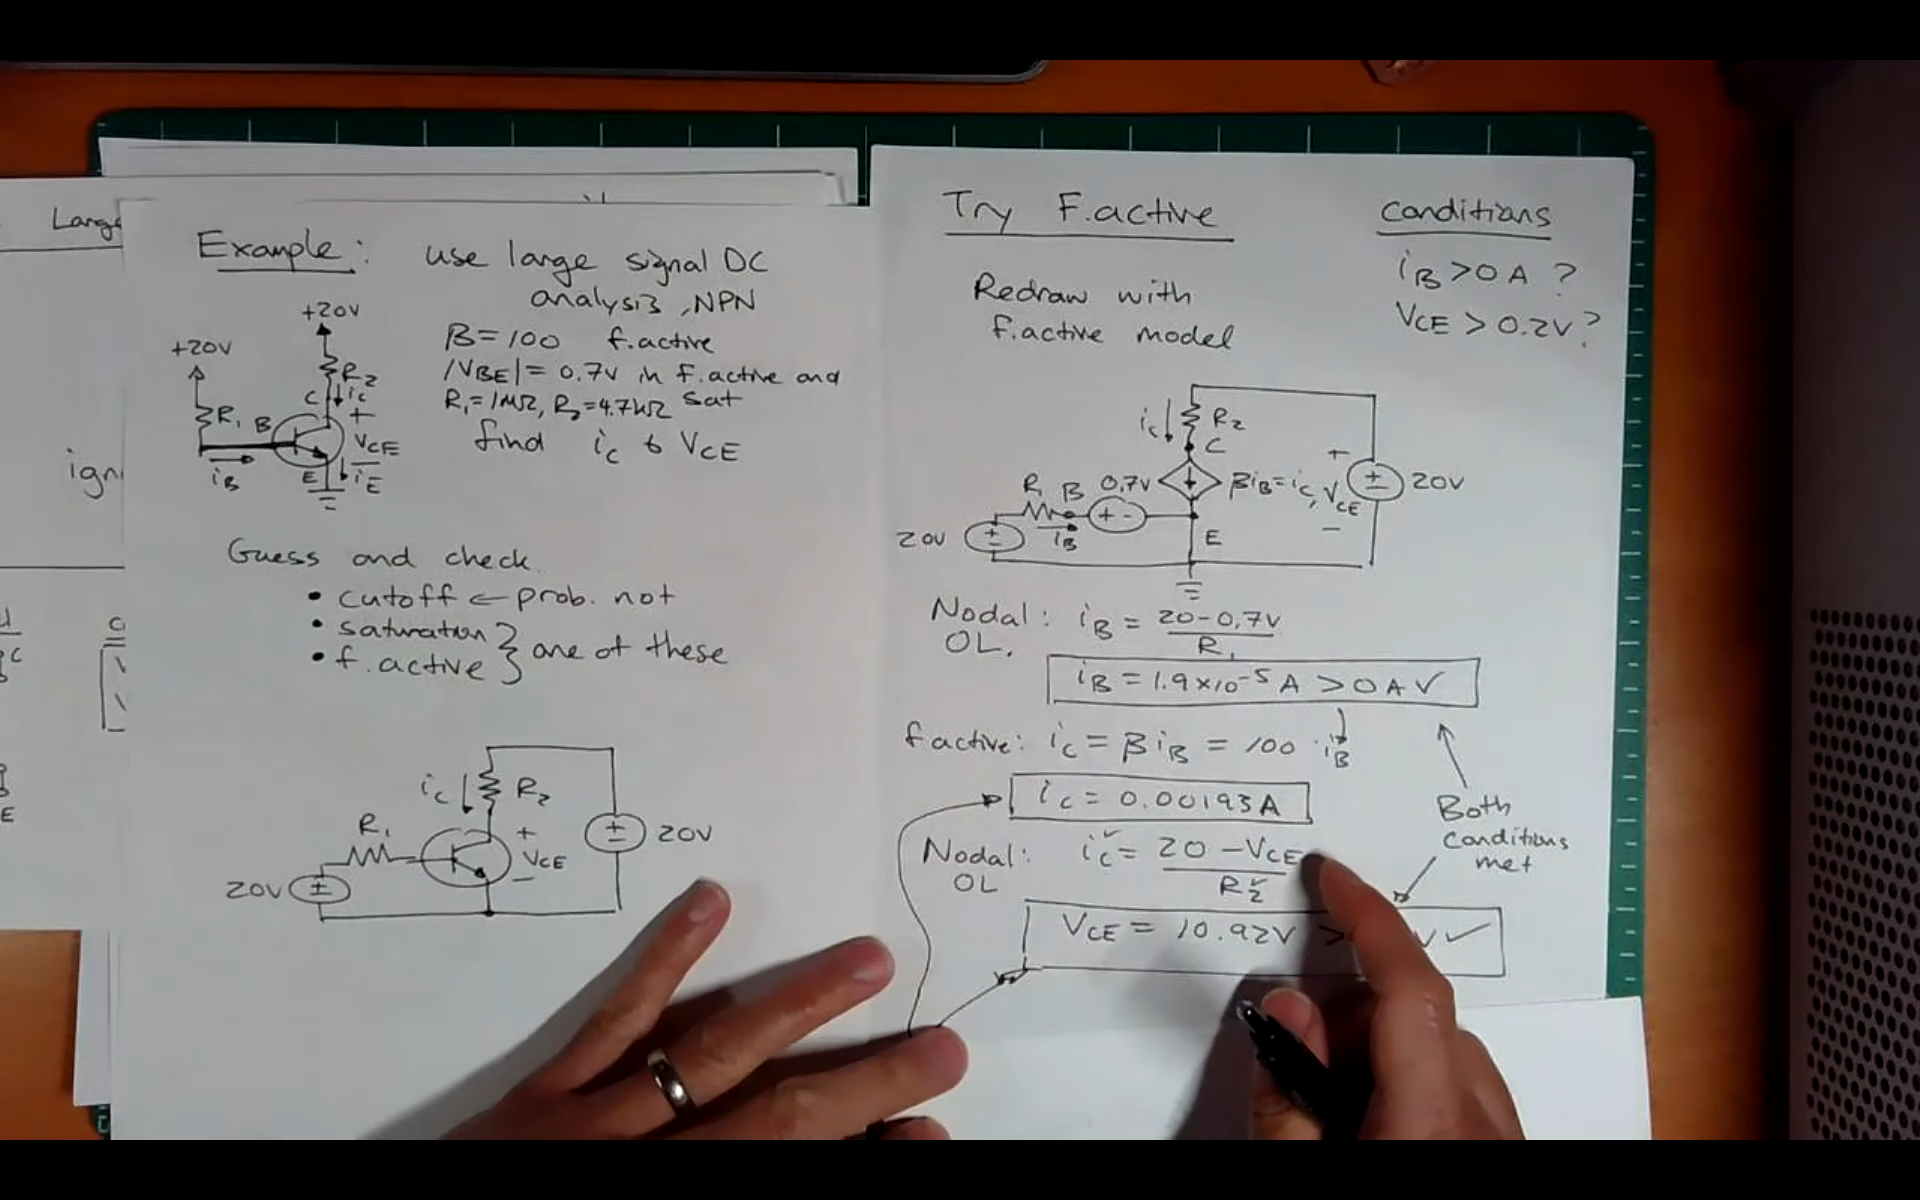 Large
ign
Example: use large signal DC
analysis, NPN
β = 100 f.active
|VBE| = 0.7V in f.active and
sat
R1 = 1MΩ, R2 = 4.7kΩ
find ic & VCE
+20V
+20V
R2
C ic
R1 B
+
VCE
−
iB
E iE
Guess and check
• cutoff ← prob. not
• saturation } one of these
• f.active
ic R2
R1
+
VCE
−
20V
20V
Try F.active
Redraw with
f.active model
Conditions
iB > 0 A ?
VCE > 0.2V ?
ic R2
C
+
R1 B 0.7V
βiB = ic, VCE
−
20V
20V
iB
E
Nodal: iB = 20 - 0.7V / R1
OL.
iB = 1.9 x 10^-5 A > 0 A ✓
f active: ic = β iB = 100 · iB
ic = 0.00193A
Both
conditions
met
Nodal: ic = 20 - VCE / R2
OL
VCE = 10.92V > V ✓